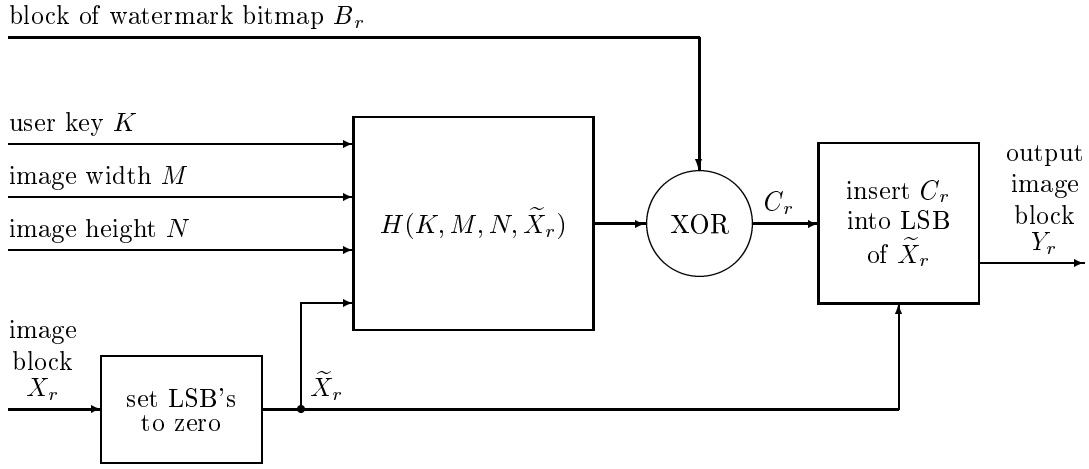 block of watermark bitmap B_r
user key K
image width M
image height N
H(K, M, N, X̃_r)
XOR
C_r
insert C_r
into LSB
of X̃_r
output
image
block
Y_r
image
block
X_r
set LSB's
to zero
X̃_r